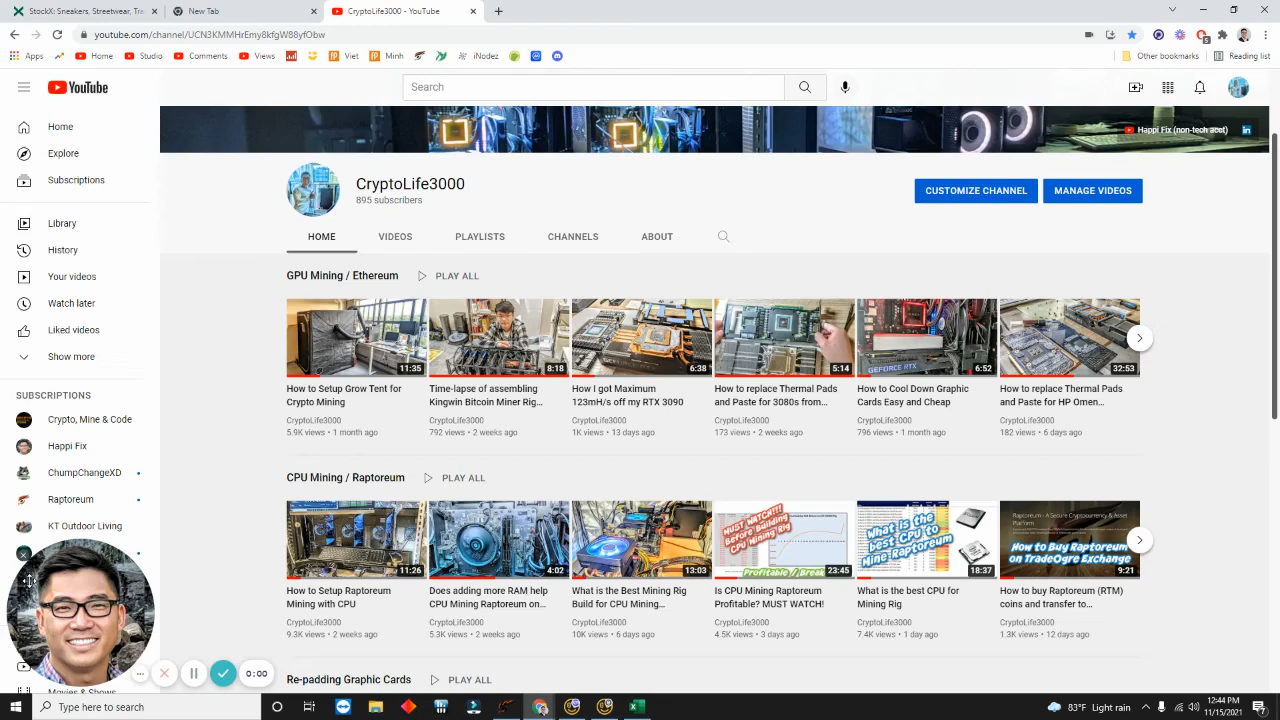 StockX: Sneakers, Streetwear, Tra
New Tab
CryptoLife3000 - YouTube
youtube.com/channel/UCN3KMMHrEmy8kfgW88yfObw
Apps
Home
Studio
Viet
Minh
iNodez
Other bookmarks
Reading list
YouTube
Search
Happi Fix (non-tech acct)
Home
Explore
Subscriptions
Library
History
Your videos
Watch later
Liked videos
Show more
SUBSCRIPTIONS
Crypto, Mine & Code
Happi Fix
ChumpChangeXD
Raptoreum
KT Outdoor Living
Movies & Shows
CryptoLife3000
895 subscribers
CUSTOMIZE CHANNEL
MANAGE VIDEOS
HOME
VIDEOS
PLAYLISTS
CHANNELS
ABOUT
GPU Mining / Ethereum
PLAY ALL
11:35
How to Setup Grow Tent for
Crypto Mining
CryptoLife3000
5.9K views • 1 month ago
8:18
Time-lapse of assembling
Kingwin Bitcoin Miner Rig...
CryptoLife3000
792 views • 2 weeks ago
6:38
How I got Maximum
123mH/s off my RTX 3090
CryptoLife3000
1K views • 13 days ago
5:14
How to replace Thermal Pads
and Paste for 3080s from...
CryptoLife3000
173 views • 2 weeks ago
GEFORCE RTX
6:52
How to Cool Down Graphic
Cards Easy and Cheap
CryptoLife3000
796 views • 1 month ago
32:53
How to replace Thermal Pads
and Paste for HP Omen...
CryptoLife3000
182 views • 6 days ago
CPU Mining / Raptoreum
PLAY ALL
11:26
How to Setup Raptoreum
Mining with CPU
CryptoLife3000
9.3K views • 2 weeks ago
4:02
Does adding more RAM help
CPU Mining Raptoreum on...
CryptoLife3000
5.3K views • 2 weeks ago
13:03
What is the Best Mining Rig
Build for CPU Mining...
CryptoLife3000
10K views • 6 days ago
MUST WATCH!!!
Before Building
CPU Mining Rig
Profitable / Break
23:45
Is CPU Mining Raptoreum
Profitable? MUST WATCH!
CryptoLife3000
4.5K views • 3 days ago
What is the
best CPU to
Mine Raptoreum
18:37
What is the best CPU for
Mining Rig
CryptoLife3000
7.4K views • 1 day ago
Raptoreum - A Secure Cryptocurrency & Asset
Platform
How to Buy Raptoreum
on TradeOgre Exchange
9:21
How to buy Raptoreum (RTM)
coins and transfer to...
CryptoLife3000
1.3K views • 12 days ago
Re-padding Graphic Cards
PLAY ALL
0:00
Type here to search
83°F Light rain
12:44 PM
11/15/2021